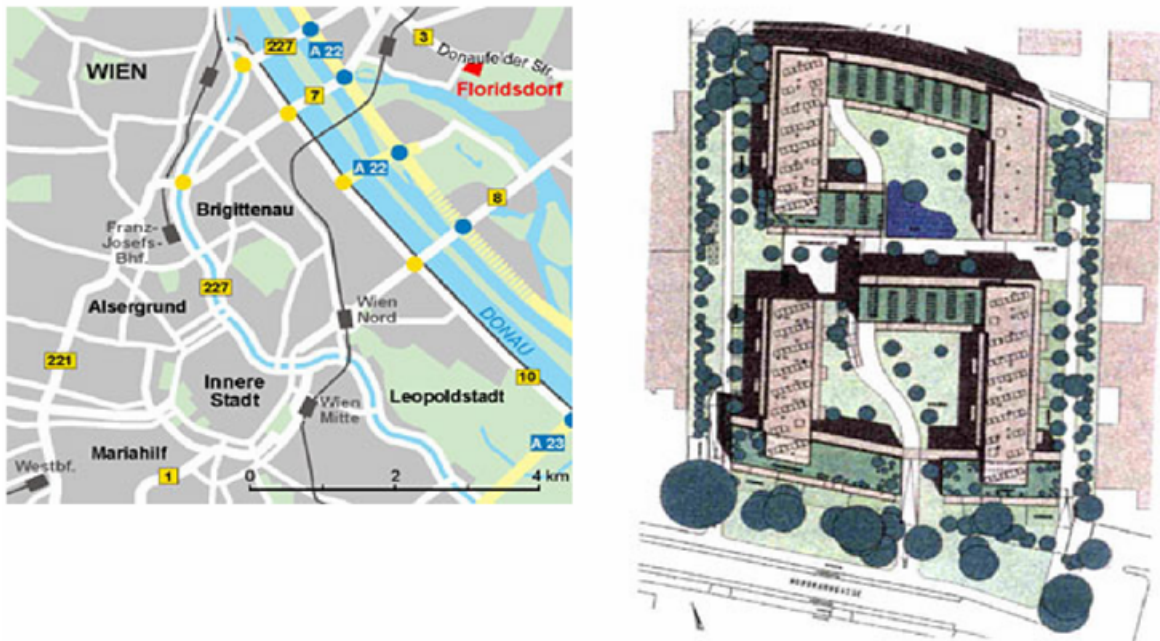 227
A 22
3
Donaufelder Str.
WIEN
Floridsdorf
7
A 22
8
Brigittenau
Franz-
Josefs-
Bhf.
227
Alsergrund
Wien
Nord
DONAU
221
10
Innere
Stadt
Leopoldstadt
Wien
Mitte
Mariahilf
A 23
Westbf.
1
0
2
4 km